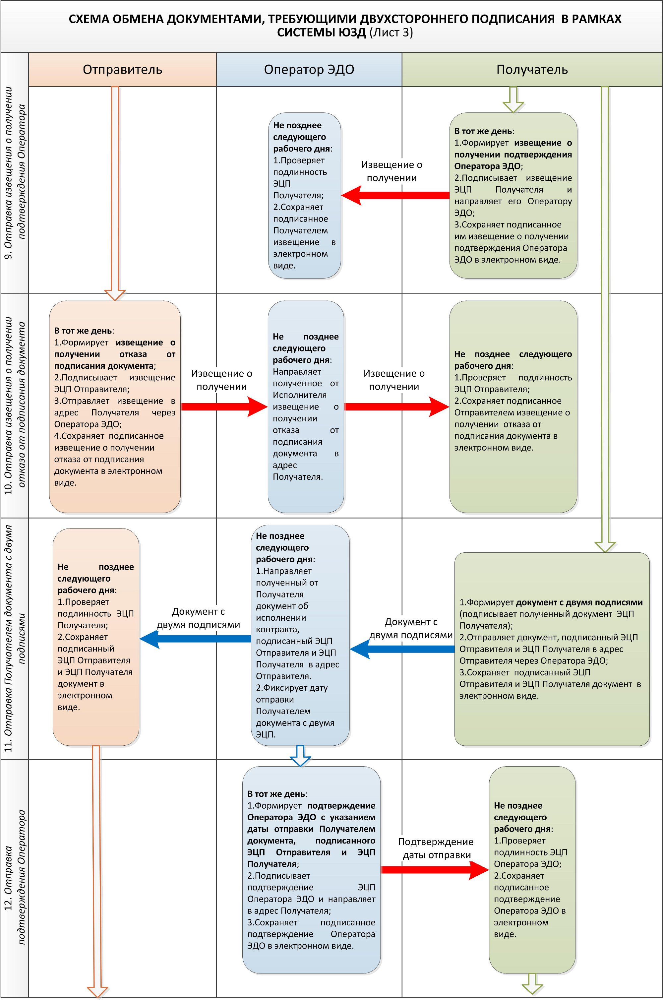 СХЕМА ОБМЕНА ДОКУМЕНТАМИ, ТРЕБУЮЩИМИ ДВУХСТОРОННЕГО ПОДПИСАНИЯ В РАМКАХ
СИСТЕМЫ ЮЗД (Лист 3)
Отправитель
Оператор ЭДО
Получатель
9. Отправка извещения о получении
подтверждения Оператора
Не позднее
следующего
рабочего дня:
1.Проверяет
подлинность
ЭЦП
Получателя;
2.Сохраняет
подписанное
Получателем
извещение в
электронном
виде.
Извещение о
получении
В тот же день:
1.Формирует извещение о
получении подтверждения
Оператора ЭДО;
2.Подписывает извещение
ЭЦП Получателя и
направляет его Оператору
ЭДО;
3.Сохраняет подписанное
им извещение о получении
подтверждения Оператора
ЭДО в электронном виде.
10. Отправка извещения о получении
отказа от подписания документа
В тот же день:
1.Формирует извещение о
получении отказа от
подписания документа;
2.Подписывает извещение
ЭЦП Отправителя;
3.Отправляет извещение в
адрес Получателя через
Оператора ЭДО;
4.Сохраняет подписанное
извещение о получении
отказа от подписания
документа в электронном
виде.
Извещение о
получении
Не позднее
следующего
рабочего дня:
Направляет
полученное от
Исполнителя
извещение о
получении
отказа от
подписания
документа в
адрес
Получателя.
Извещение о
получении
Не позднее следующего
рабочего дня:
1.Проверяет подлинность
ЭЦП Отправителя;
2.Сохраняет подписанное
Отправителем извещение о
получении отказа от
подписания документа в
электронном виде.
11. Отправка Получателем документа с двумя
подписями
Не позднее
следующего
рабочего дня:
1.Проверяет
подлинность ЭЦП
Получателя;
2.Сохраняет
подписанный
ЭЦП Отправителя
и ЭЦП Получателя
документ в
электронном
виде.
Документ с
двумя подписями
Не позднее
следующего
рабочего дня:
1.Направляет
полученный от
Получателя
документ об
исполнении
контракта,
подписанный ЭЦП
Отправителя и ЭЦП
Получателя в адрес
Отправителя.
2.Фиксирует дату
отправки
Получателем
документа с двумя
ЭЦП.
Документ с
двумя подписями
1.Формирует документ с двумя подписями
(подписывает полученный документ ЭЦП
Получателя);
2.Отправляет документ, подписанный ЭЦП
Отправителя и ЭЦП Получателя в адрес
Отправителя через Оператора ЭДО;
3.Сохраняет подписанный ЭЦП
Отправителя и ЭЦП Получателя документ в
электронном виде.
12. Отправка
подтверждения Оператора
В тот же день:
1.Формирует подтверждение
Оператора ЭДО с указанием
даты отправки Получателем
документа, подписанного
ЭЦП Отправителя и ЭЦП
Получателя;
2.Подписывает
подтверждение ЭЦП
Оператора ЭДО и направляет
в адрес Получателя;
3.Сохраняет подписанное
подтверждение Оператора
ЭДО в электронном виде.
Подтверждение
даты отправки
Не позднее
следующего
рабочего дня:
1.Проверяет
подлинность ЭЦП
Оператора ЭДО;
2.Сохраняет
подписанное
подтверждение
Оператора ЭДО в
электронном
виде.